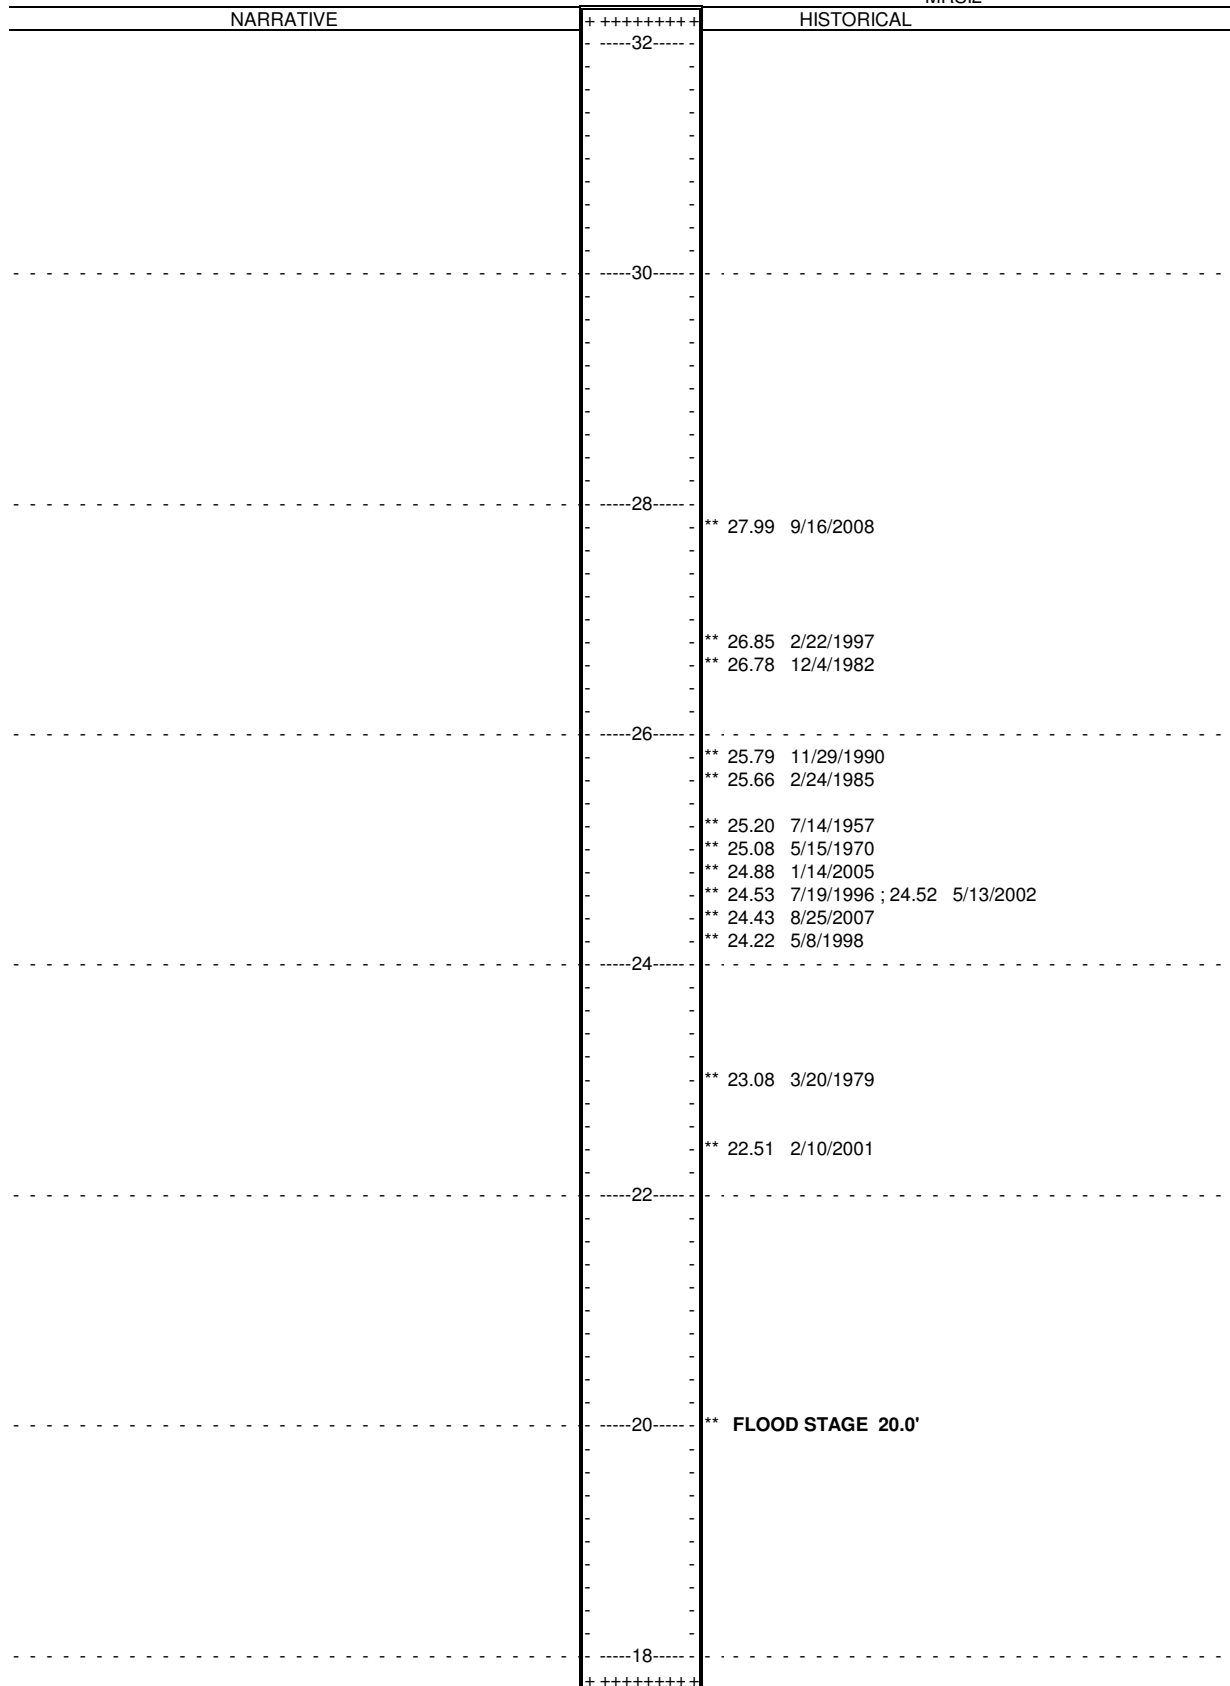 NARRATIVE + ++++++++ + HISTORICAL
- -----32----- -
- -----30----- -
- -----28----- -
** 27.99 9/16/2008
** 26.85 2/22/1997
** 26.78 12/4/1982
- -----26----- -
** 25.79 11/29/1990
** 25.66 2/24/1985
** 25.20 7/14/1957
** 25.08 5/15/1970
** 24.88 1/14/2005
** 24.53 7/19/1996 ; 24.52 5/13/2002
** 24.43 8/25/2007
** 24.22 5/8/1998
- -----24----- -
** 23.08 3/20/1979
** 22.51 2/10/2001
- -----22----- -
- -----20----- - ** FLOOD STAGE 20.0'
- -----18----- -
+ ++++++++ +